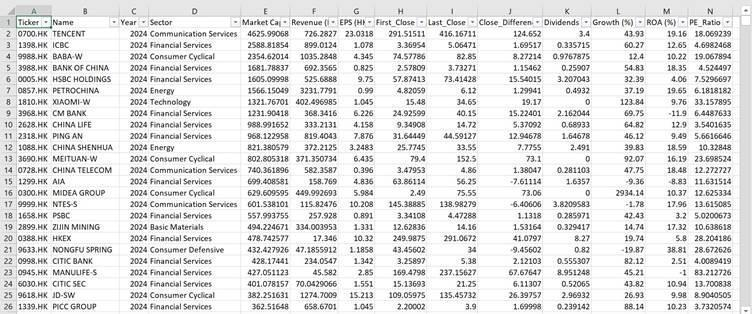 A B C D E F G H I J K L M N
1 Ticker Name Year Sector Market Ca Revenue ( EPS (H First_Close Last_Close Close_Differen Dividends Growth (%) ROA (%) PE_Ratio
2 0700.HK TENCENT 2024 Communication Services 4625.99068 726.2827 23.0318 291.51511 416.16711 124.652 3.4 43.93 19.16 18.069239
3 1398.HK ICBC 2024 Financial Services 2588.81854 899.0124 1.078 3.36954 5.06471 1.69517 0.335715 60.27 12.65 4.6982468
4 9988.HK BABA-W 2024 Consumer Cyclical 2354.62014 1035.2848 4.345 74.57786 82.85 8.27214 0.9767875 12.4 10.22 19.067894
5 3988.HK BANK OF CHINA 2024 Financial Services 1681.78837 692.3565 0.825 2.57809 3.73271 1.15462 0.25907 54.83 18.35 4.524497
6 0005.HK HSBC HOLDINGS 2024 Financial Services 1605.09998 525.6888 9.75 57.87413 73.41428 15.54015 3.207043 32.39 4.06 7.5296697
7 0857.HK PETROCHINA 2024 Energy 1566.15049 3231.7791 0.99 4.82059 6.12 1.29941 0.4932 37.19 19.65 6.1818182
8 1810.HK XIAOMI-W 2024 Technology 1321.76701 402.496985 1.045 15.48 34.65 19.17 0 123.84 9.76 33.157895
9 3968.HK CM BANK 2024 Financial Services 1231.90418 368.3416 6.226 24.92599 40.15 15.22401 2.162044 69.75 -11.9 6.4487633
10 2628.HK CHINA LIFE 2024 Financial Services 988.991652 333.2131 4.158 9.34908 14.72 5.37092 0.68933 64.82 12.9 3.5401635
11 2318.HK PING AN 2024 Financial Services 968.122958 819.4043 7.876 31.64449 44.59127 12.94678 1.64678 46.12 9.49 5.6616646
12 1088.HK CHINA SHENHUA 2024 Energy 821.380579 372.2125 3.2483 25.7745 33.55 7.7755 2.491 39.83 18.59 10.32848
13 3690.HK MEITUAN-W 2024 Consumer Cyclical 802.805318 371.350734 6.435 79.4 152.5 73.1 0 92.07 16.19 23.698524
14 0728.HK CHINA TELECOM 2024 Communication Services 740.361896 582.3587 0.396 3.47953 4.86 1.38047 0.281103 47.75 18.48 12.272727
15 1299.HK AIA 2024 Financial Services 699.408581 158.769 4.836 63.86114 56.25 -7.61114 1.6357 -9.36 -8.83 11.631514
16 0300.HK MIDEA GROUP 2024 Consumer Cyclical 629.609595 449.992693 5.984 2.49 75.55 73.06 0 2934.14 10.37 12.625334
17 9999.HK NTES-S 2024 Communication Services 601.538101 115.82476 10.208 145.38885 138.98279 -6.40606 3.8209583 -1.78 17.96 13.615085
18 1658.HK PSBC 2024 Financial Services 557.993755 257.928 0.891 3.34108 4.47288 1.1318 0.285971 42.43 3.2 5.0200673
19 2899.HK ZIJIN MINING 2024 Basic Materials 494.224671 334.003953 1.331 12.62836 14.16 1.53164 0.329417 14.74 17.32 10.638618
20 0388.HK HKEX 2024 Financial Services 478.742577 17.346 10.32 249.9875 291.0672 41.0797 8.27 19.74 5.8 28.204186
21 9633.HK NONGFU SPRING 2024 Consumer Defensive 432.427976 47.1855912 1.1858 43.45602 34 -9.45602 0.82 -19.87 38.81 28.672626
22 0998.HK CITIC BANK 2024 Financial Services 428.17441 234.0547 1.342 3.25897 5.38 2.12103 0.555307 82.12 2.51 4.0089419
23 0945.HK MANULIFE-S 2024 Financial Services 427.051123 45.582 2.85 169.4798 237.15627 67.67647 8.951248 45.21 -1 83.212726
24 6030.HK CITIC SEC 2024 Financial Services 401.078157 70.0429066 1.551 15.13693 21.25 6.11307 0.52065 43.82 10.94 13.700838
25 9618.HK JD-SW 2024 Consumer Cyclical 382.251631 1274.7009 15.213 109.05975 135.45732 26.39757 2.96932 26.93 9.98 8.9040505
26 1339.HK PICC GROUP 2024 Financial Services 362.51648 658.6701 1.045 2.20002 3.9 1.69998 0.239142 88.14 10.23 3.7320574